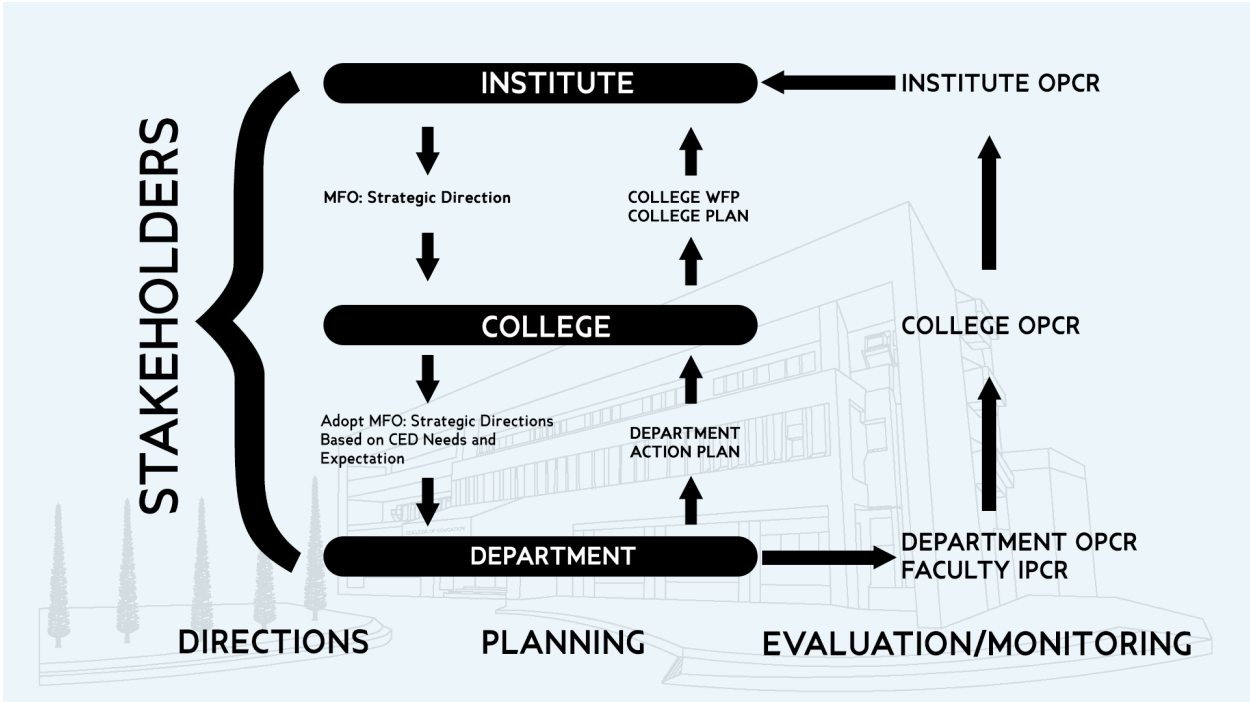 STAKEHOLDERS
INSTITUTE
INSTITUTE OPCR
MFO: Strategic Direction
COLLEGE WFP
COLLEGE PLAN
COLLEGE
COLLEGE OPCR
Adopt MFO: Strategic Directions
Based on CED Needs and
Expectation
DEPARTMENT
ACTION PLAN
DEPARTMENT
DEPARTMENT OPCR
FACULTY IPCR
DIRECTIONS
PLANNING
EVALUATION/MONITORING